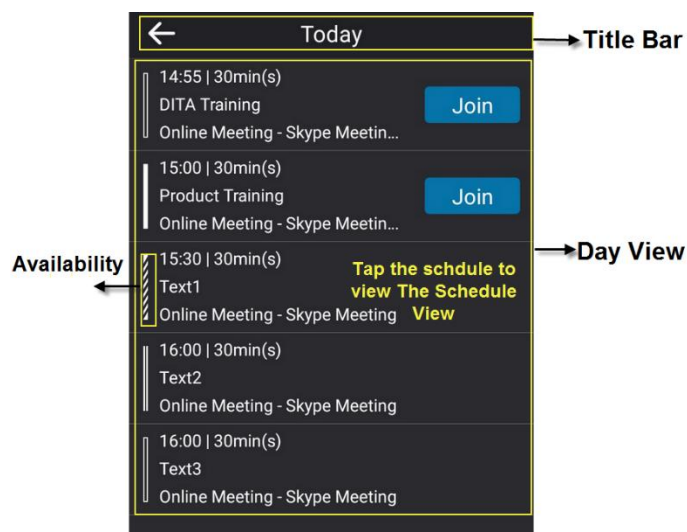 Today
Title Bar
14:55 | 30min(s)
DITA Training
Join
Online Meeting - Skype Meetin...
15:00 | 30min(s)
Product Training
Join
Online Meeting - Skype Meetin...
Availability
15:30 | 30min(s)
Text1
Online Meeting - Skype Meeting
Tap the schdule to
view The Schedule
View
Day View
16:00 | 30min(s)
Text2
Online Meeting - Skype Meeting
16:00 | 30min(s)
Text3
Online Meeting - Skype Meeting